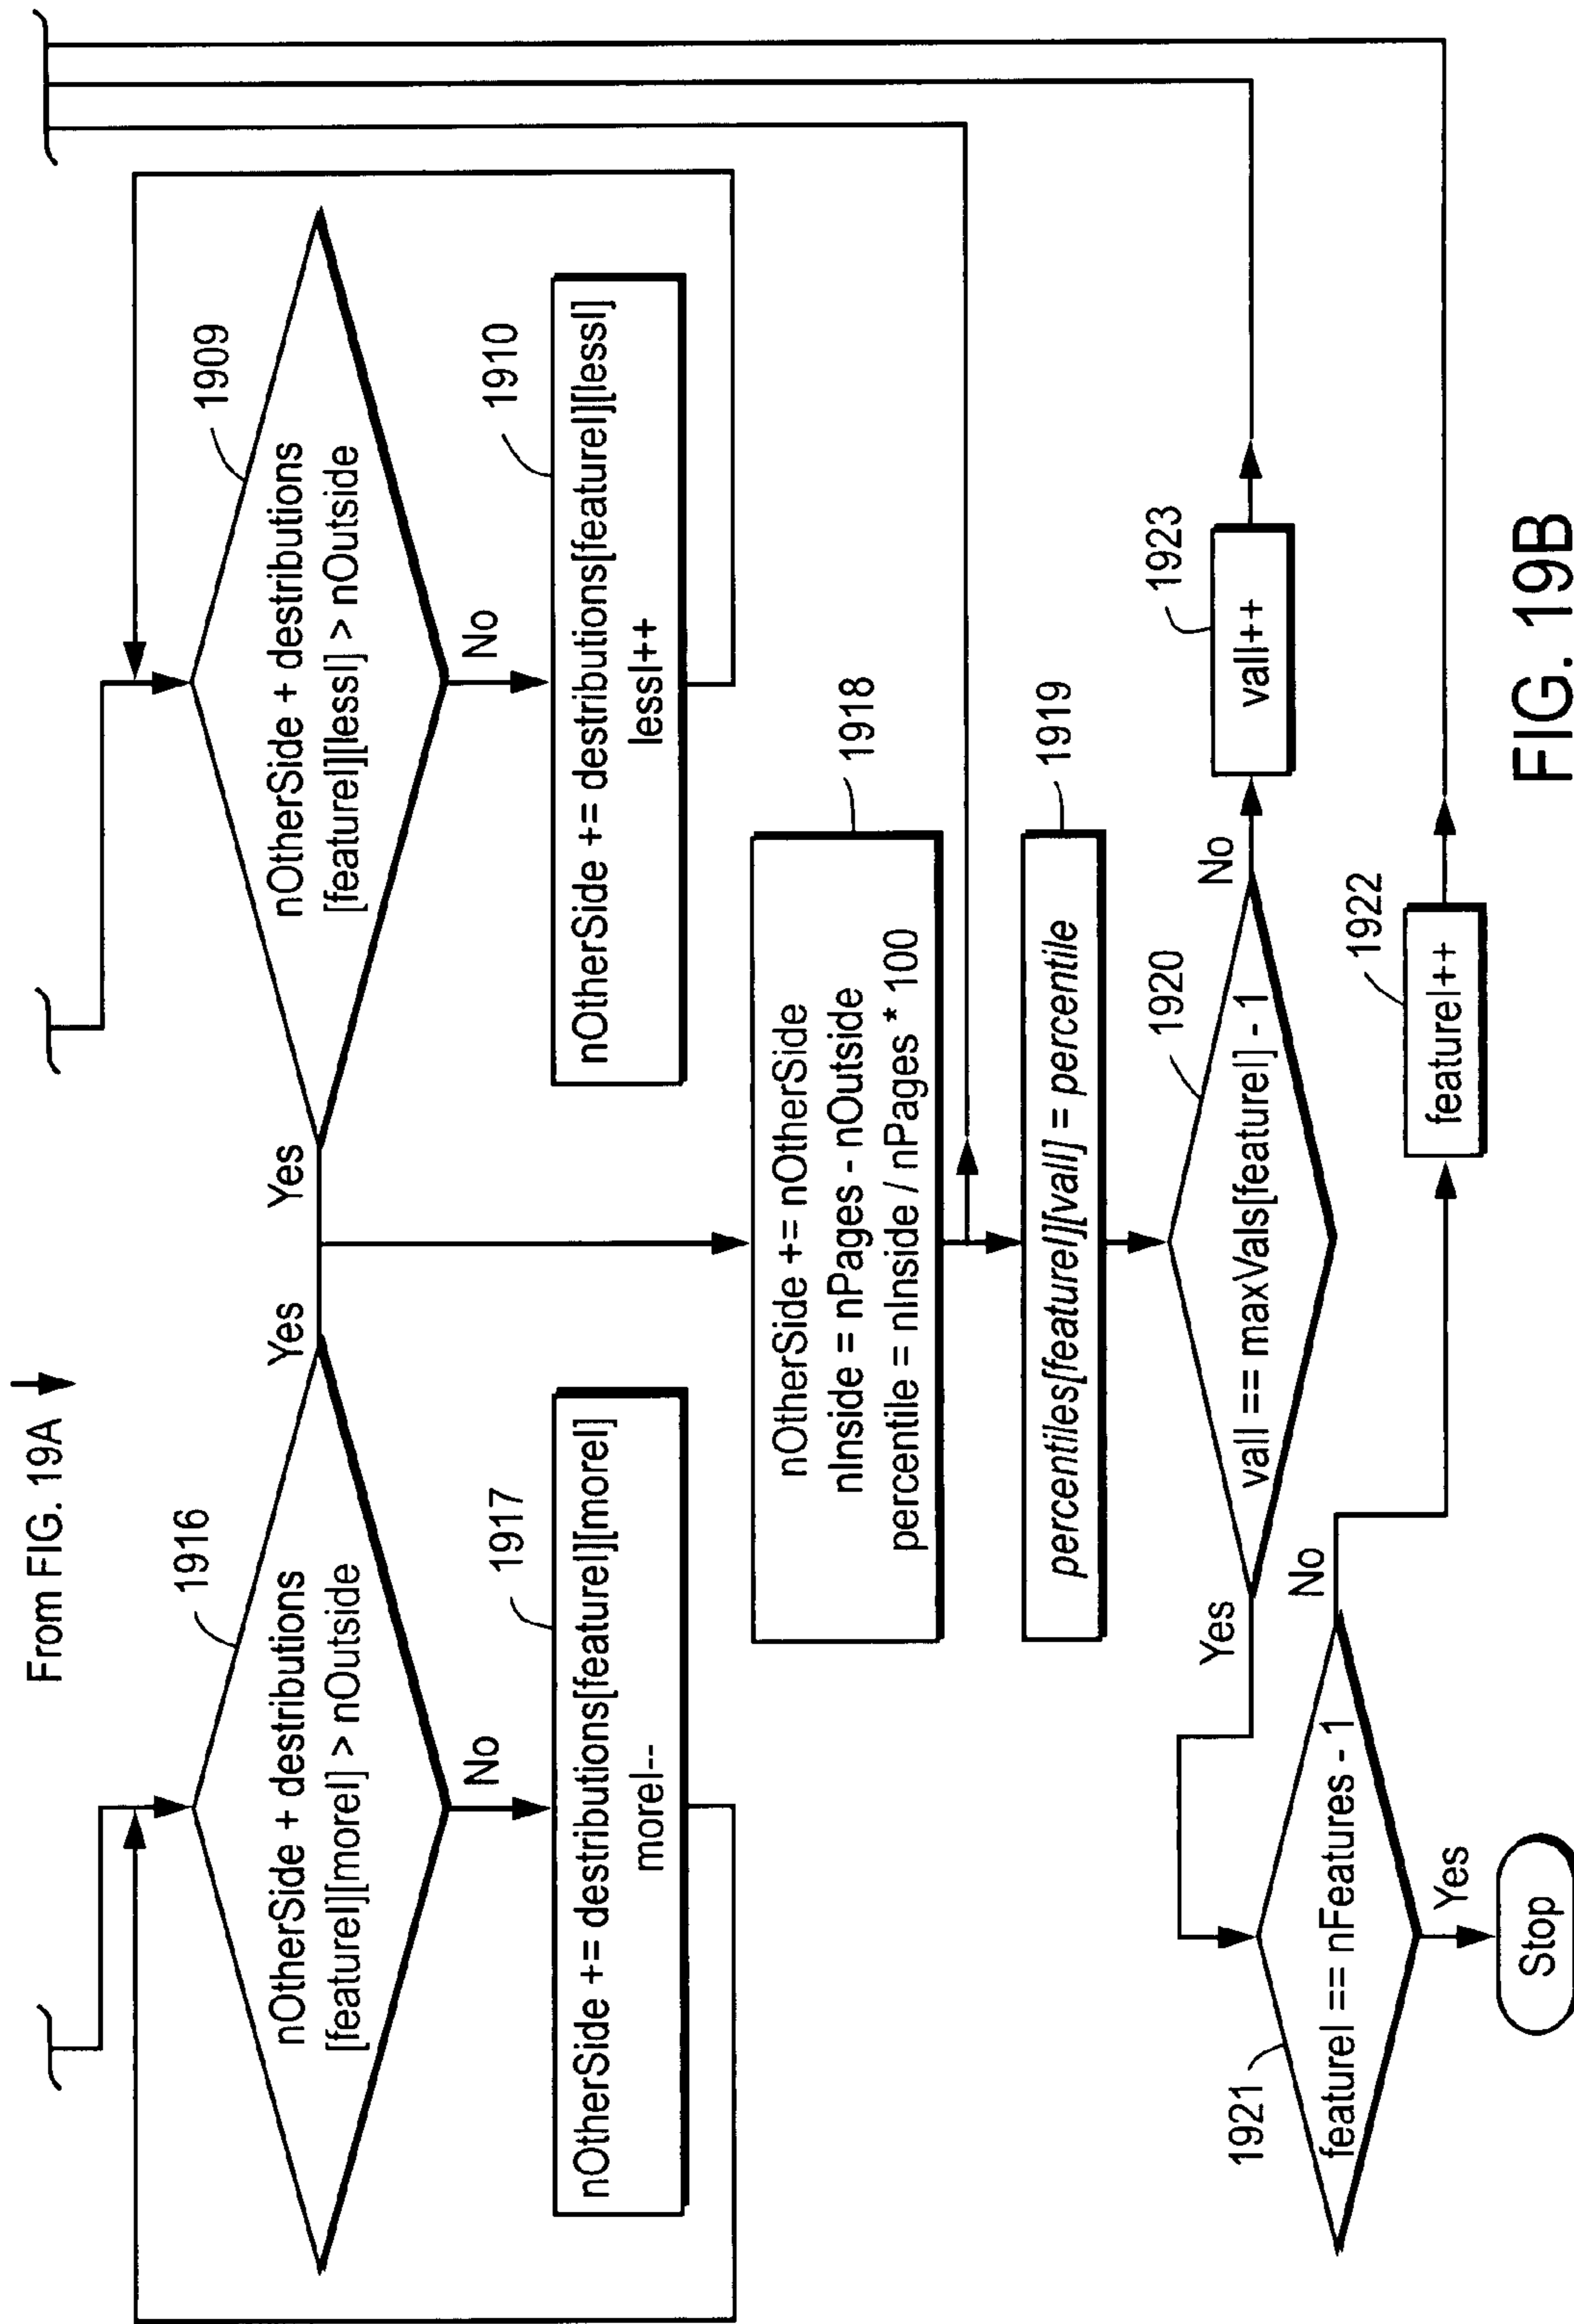 From FIG. 19A
1916
nOtherSide + destributions
[featureI][moreI] > nOutside
Yes
No
1917
nOtherSide += destributions[featureI][moreI]
moreI--
1909
nOtherSide + destributions
[featureI][lessI] > nOutside
Yes
No
1910
nOtherSide += destributions[featureI][lessI]
lessI++
1918
nOtherSide += nOtherSide
nInside = nPages - nOutside
percentile = nInside / nPages * 100
1919
percentiles[featureI][valI] = percentile
1920
valI == maxVals[featureI] - 1
Yes
No
1923
valI++
1921
featureI == nFeatures - 1
No
Yes
1922
featureI++
Stop
FIG. 19B